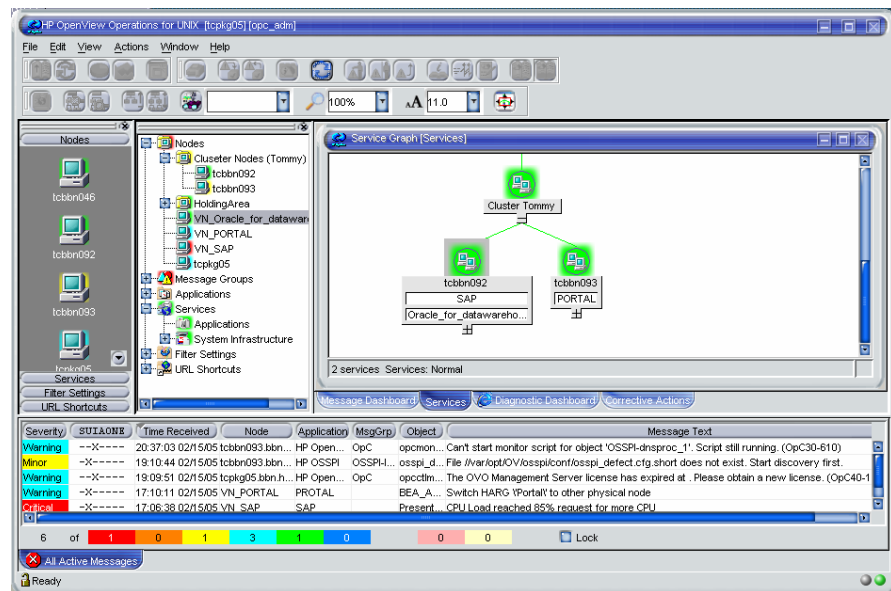 HP OpenView Operations for UNIX [tcpkg05] [opc_adm]
File Edit View Actions Window Help
100% AA 11.0
Nodes
tcbbn046
tcbbn092
tcbbn093
tcpkg05
Services
Filter Settings
URL Shortcuts
Nodes
Cluseter Nodes (Tommy)
tcbbn092
tcbbn093
HoldingArea
VN_Oracle_for_datawar
VN_PORTAL
VN_SAP
tcpkg05
Message Groups
Applications
Services
Applications
System Infrastructure
Filter Settings
URL Shortcuts
Service Graph [Services]
Cluster Tommy
tcbbn092
SAP
Oracle_for_datawareho...
tcbbn093
PORTAL
2 services Services: Normal
Message Dashboard Services Diagnostic Dashboard Corrective Actions
Severity SUIAONE Time Received Node Application MsgGrp Object Message Text
Warning --X---- 20:37:03 02/15/05 tcbbn093.bbn... HP Open... OpC opcmon... Can't start monitor script for object 'OSSPI-dnsproc_1'. Script still running. (OpC30-610)
Minor --X---- 19:10:44 02/15/05 tcbbn093.bbn... HP OSSPI OSSPI-I... osspi_d... File //var/opt/OV/osspi/conf/osspi_defect.cfg.short does not exist. Start discovery first.
Warning --X---- 19:09:51 02/15/05 tcpkg05.bbn.h... HP Open... OpC opcctlm... The OVO Management Server license has expired at . Please obtain a new license. (OpC40-1
Warning -X----- 17:10:11 02/15/05 VN_PORTAL PROTAL BEA_A... Switch HARG 'Portal\' to other physical node
Critical -X----- 17:06:38 02/15/05 VN_SAP SAP Present... CPU Load reached 85% request for more CPU
6 of 1 0 1 3 1 0 0 0 Lock
All Active Messages
Ready